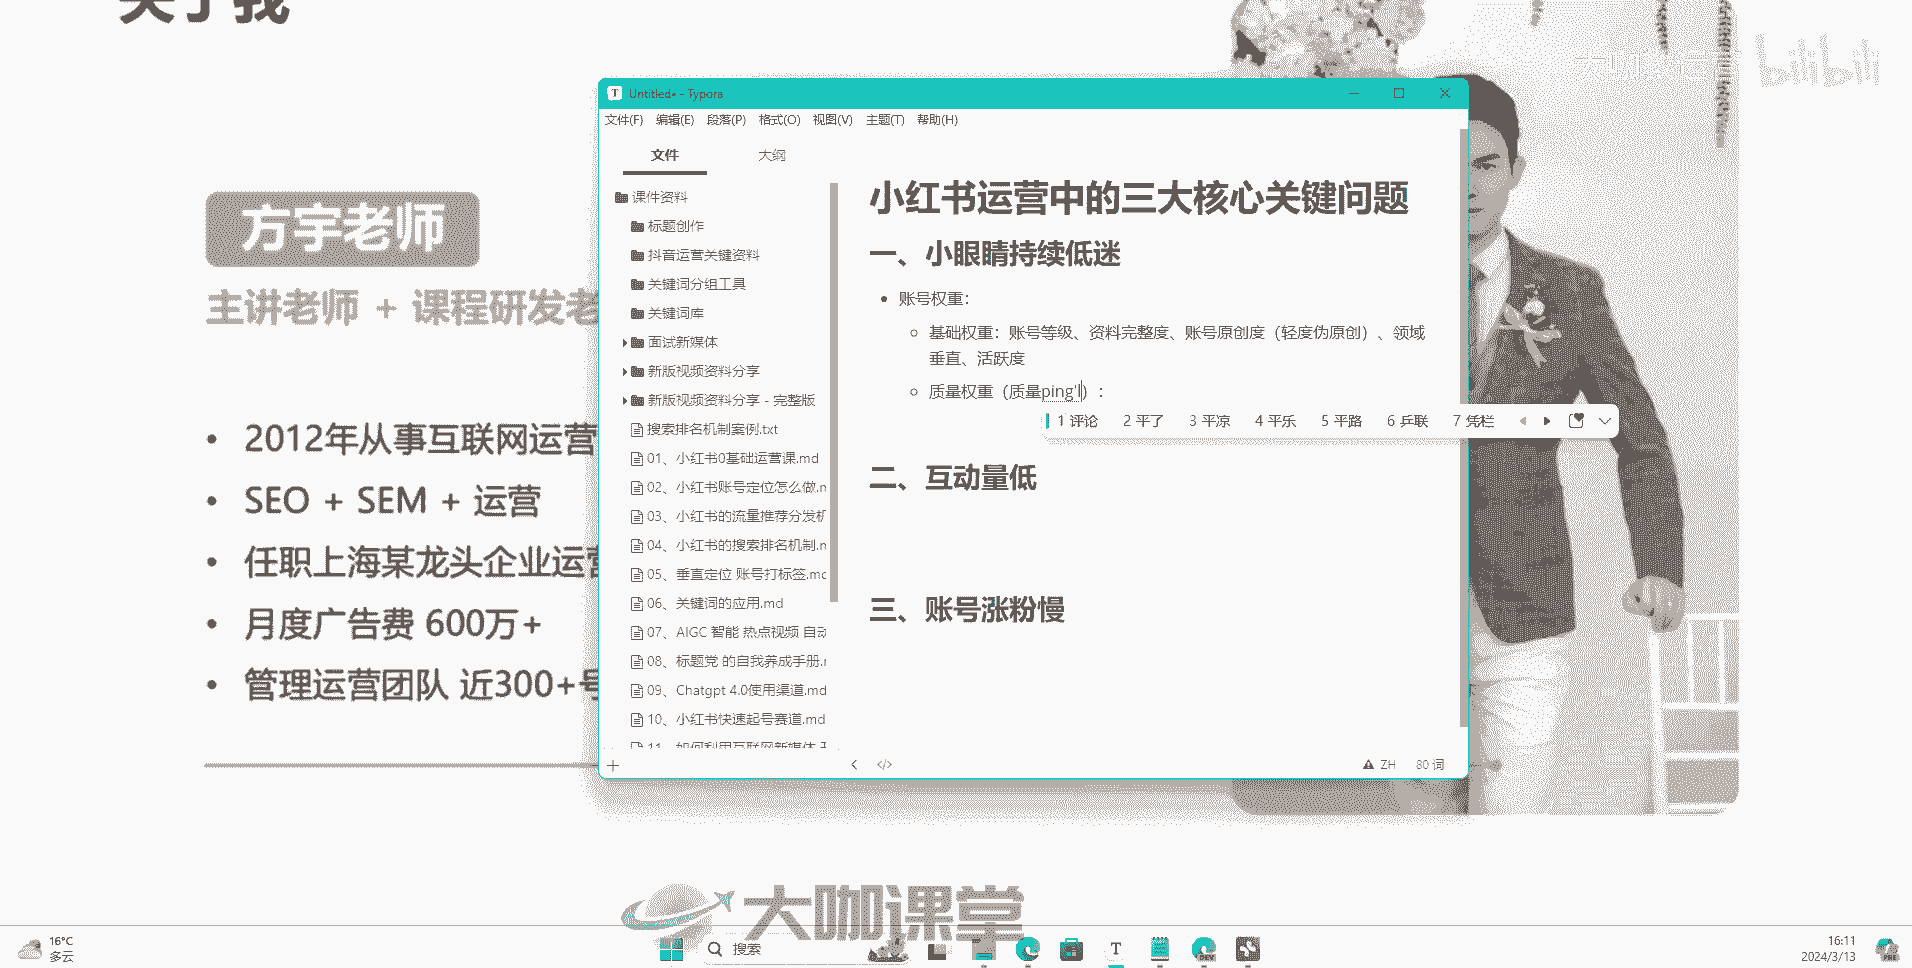 关于我
bilibili
方宇老师
主讲老师 + 课程研发老
2012年从事互联网运营
SEO + SEM + 运营
任职上海某龙头企业运营
月度广告费 600万+
管理运营团队 近300+号
Untitled• - Typora
文件(F) 编辑(E) 段落(P) 格式(O) 视图(V) 主题(T) 帮助(H)
文件 大纲
课件资料
标题创作
抖音运营关键资料
关键词分组工具
关键词库
面试新媒体
新版视频资料分享
新版视频资料分享 - 完整版
搜索排名机制案例.txt
01、小红书0基础运营课.md
02、小红书账号定位怎么做.m
03、小红书的流量推荐分发机
04、小红书的搜索排名机制.m
05、垂直定位 账号打标签.md
06、关键词的应用.md
07、AIGC 智能 热点视频 自动
08、标题党 的自我养成手册.m
09、Chatgpt 4.0使用渠道.md
10、小红书快速起号赛道.md
11、如何利用互联网新媒体
小红书运营中的三大核心关键问题
一、小眼睛持续低迷
账号权重：
基础权重：账号等级、资料完整度、账号原创度（轻度伪原创）、领域
垂直、活跃度
质量权重（质量ping'l）：
1 评论 2 平了 3 平凉 4 平乐 5 平路 6 乒联 7 凭栏
二、互动量低
三、账号涨粉慢
ZH 80 词
大咖课堂
16°C
多云
搜索
T
DEV
16:11
2024/3/13
PRE